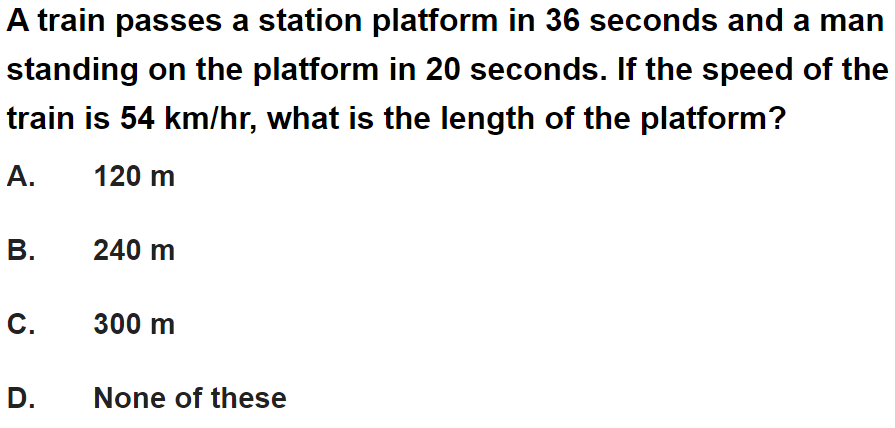 A train passes a station platform in 36 seconds and a man
standing on the platform in 20 seconds. If the speed of the
train is 54 km/hr, what is the length of the platform?
A. 120 m
B. 240 m
C. 300 m
D. None of these